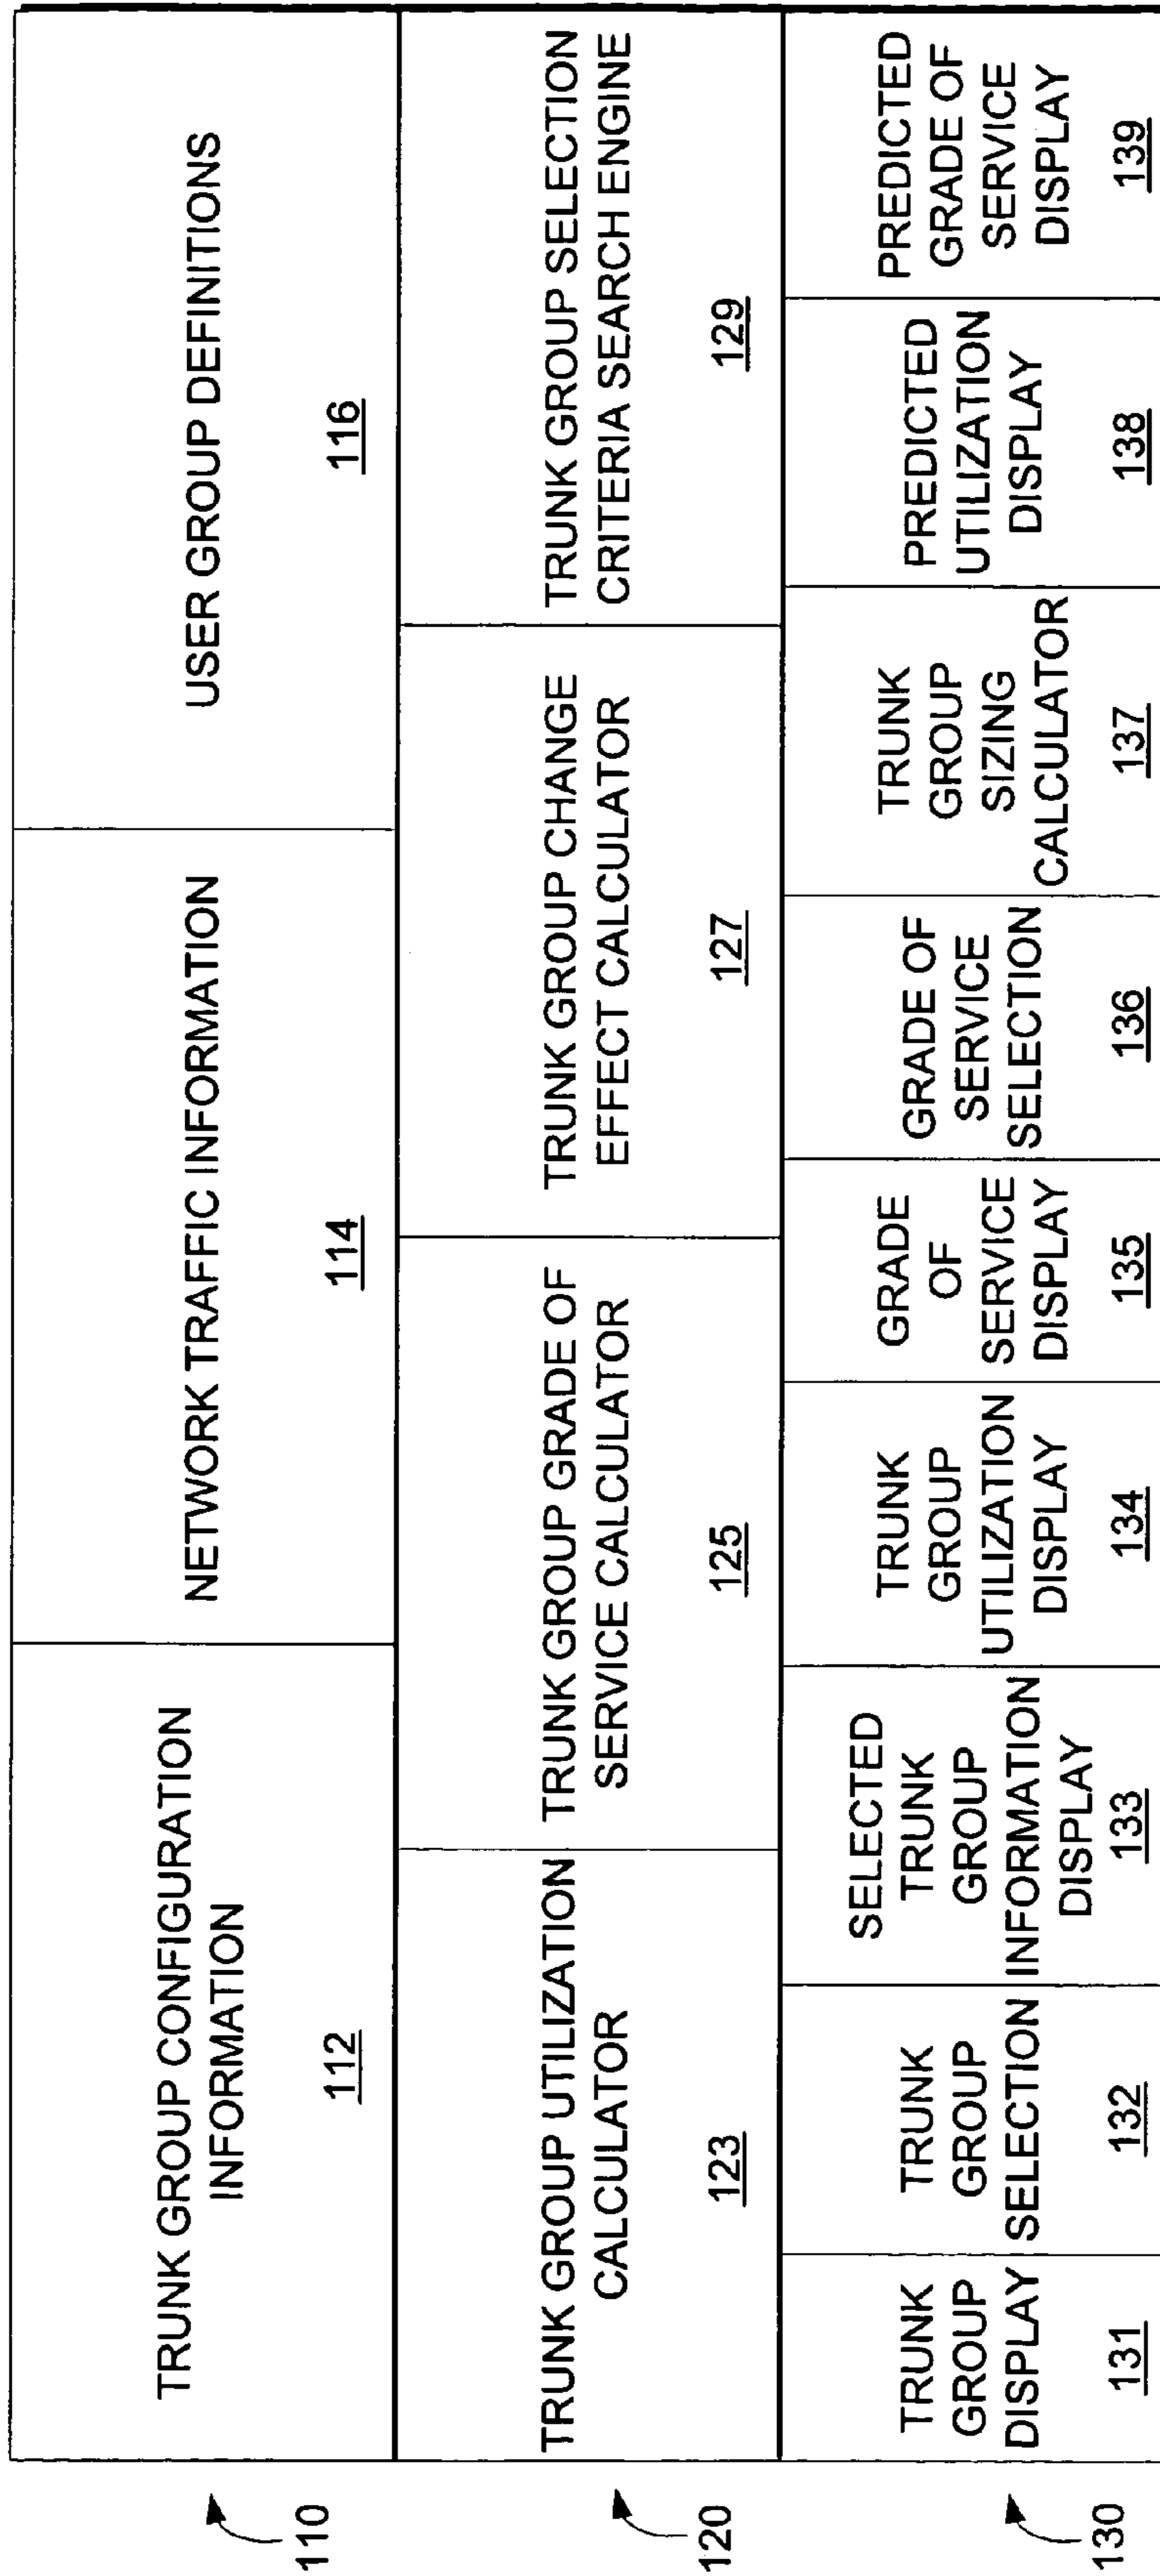 110
TRUNK GROUP CONFIGURATION
INFORMATION
112
NETWORK TRAFFIC INFORMATION
114
USER GROUP DEFINITIONS
116
120
TRUNK GROUP UTILIZATION
CALCULATOR
123
TRUNK GROUP GRADE OF
SERVICE CALCULATOR
125
TRUNK GROUP CHANGE
EFFECT CALCULATOR
127
TRUNK GROUP SELECTION
CRITERIA SEARCH ENGINE
129
130
TRUNK
GROUP
DISPLAY
131
TRUNK
GROUP
SELECTION
132
SELECTED
TRUNK
GROUP
INFORMATION
DISPLAY
133
TRUNK
GROUP
UTILIZATION
DISPLAY
134
GRADE
OF
SERVICE
DISPLAY
135
GRADE OF
SERVICE
SELECTION
136
TRUNK
GROUP
SIZING
CALCULATOR
137
PREDICTED
UTILIZATION
DISPLAY
138
PREDICTED
GRADE OF
SERVICE
DISPLAY
139